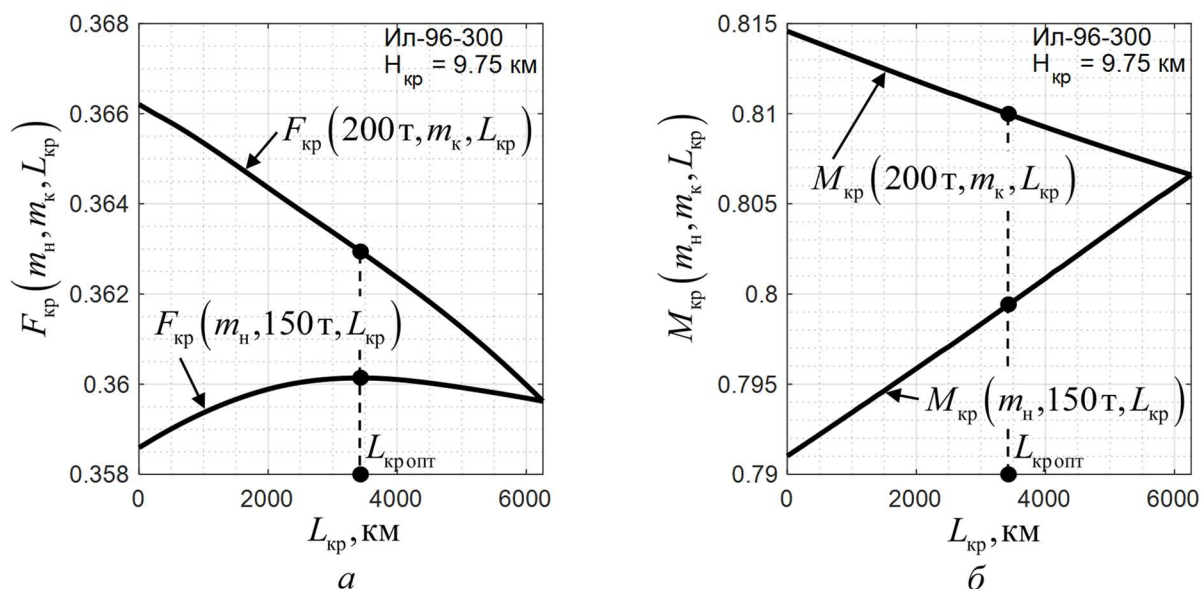 0.368
0.366
0.364
0.362
0.36
0.358
F кр (m н, m к, L кр)
Ил-96-300
H кр = 9.75 км
F кр (200 т, m к, L кр)
F кр (m н, 150 т, L кр)
L кр опт
0 2000 4000 6000
L кр, км
а
0.815
0.81
0.805
0.8
0.795
0.79
M кр (m н, m к, L кр)
Ил-96-300
H кр = 9.75 км
M кр (200 т, m к, L кр)
M кр (m н, 150 т, L кр)
L кр опт
0 2000 4000 6000
L кр, км
б